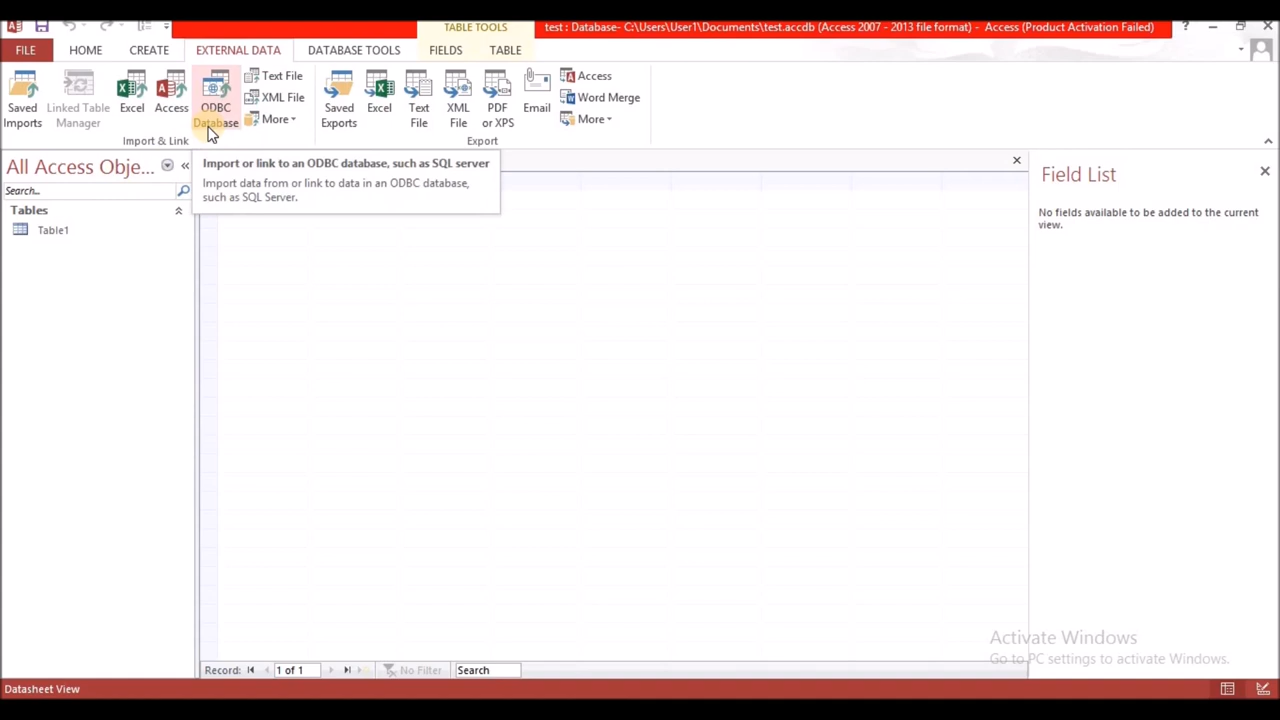 TABLE TOOLS
test : Database- C:\Users\User1\Documents\test.accdb (Access 2007 - 2013 file format) - Access (Product Activation Failed)
FILE HOME CREATE EXTERNAL DATA DATABASE TOOLS FIELDS TABLE
Saved Imports
Linked Table Manager
Excel
Access
ODBC Database
Text File
XML File
More
Import & Link
Saved Exports
Excel
Text File
XML File
PDF or XPS
Email
Access
Word Merge
More
Export
All Access Obje...
Search...
Tables
Table1
Import or link to an ODBC database, such as SQL server
Import data from or link to data in an ODBC database,
such as SQL Server.
Field List
No fields available to be added to the current
view.
Activate Windows
Go to PC settings to activate Windows.
Record: 1 of 1 No Filter Search
Datasheet View